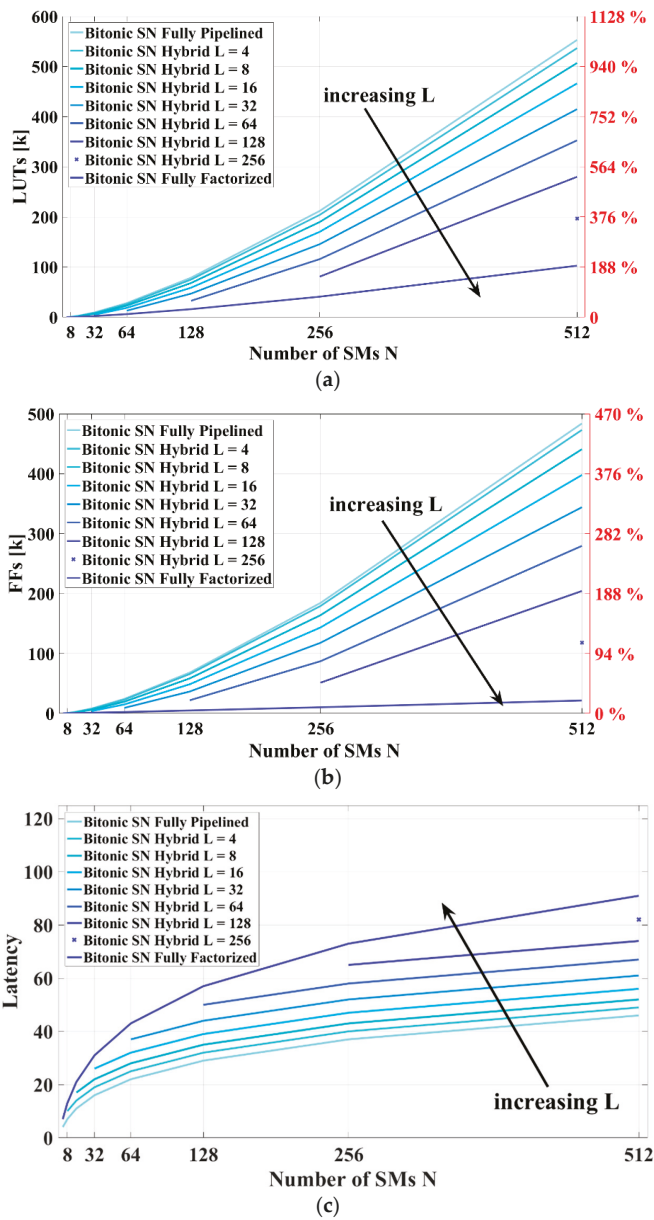 600
500
400
300
200
100
0
LUTs [k]
Bitonic SN Fully Pipelined
Bitonic SN Hybrid L = 4
Bitonic SN Hybrid L = 8
Bitonic SN Hybrid L = 16
Bitonic SN Hybrid L = 32
Bitonic SN Hybrid L = 64
Bitonic SN Hybrid L = 128
Bitonic SN Hybrid L = 256
Bitonic SN Fully Factorized
increasing L
1128 %
940 %
752 %
564 %
376 %
188 %
0
8 32 64 128 256 512
Number of SMs N
(a)
500
400
300
200
100
0
FFs [k]
Bitonic SN Fully Pipelined
Bitonic SN Hybrid L = 4
Bitonic SN Hybrid L = 8
Bitonic SN Hybrid L = 16
Bitonic SN Hybrid L = 32
Bitonic SN Hybrid L = 64
Bitonic SN Hybrid L = 128
Bitonic SN Hybrid L = 256
Bitonic SN Fully Factorized
increasing L
470 %
376 %
282 %
188 %
94 %
0 %
8 32 64 128 256 512
Number of SMs N
(b)
120
100
80
60
40
20
0
Latency
Bitonic SN Fully Pipelined
Bitonic SN Hybrid L = 4
Bitonic SN Hybrid L = 8
Bitonic SN Hybrid L = 16
Bitonic SN Hybrid L = 32
Bitonic SN Hybrid L = 64
Bitonic SN Hybrid L = 128
Bitonic SN Hybrid L = 256
Bitonic SN Fully Factorized
increasing L
8 32 64 128 256 512
Number of SMs N
(c)